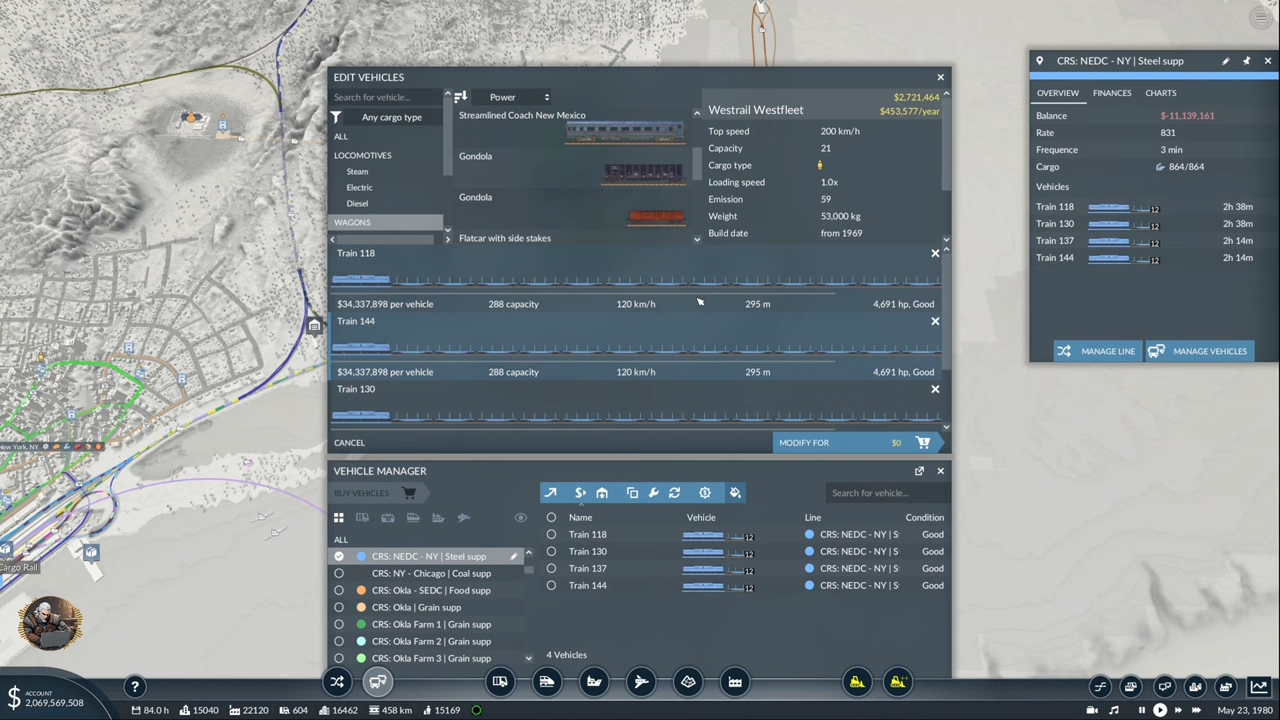 EDIT VEHICLES
Search for vehicle...
Power
Any cargo type
ALL
LOCOMOTIVES
Steam
Electric
Diesel
WAGONS
Streamlined Coach New Mexico
Gondola
Gondola
Flatcar with side stakes
$2,721,464
Westrail Westfleet
$453,577/year
Top speed 200 km/h
Capacity 21
Cargo type
Loading speed 1.0x
Emission 59
Weight 53,000 kg
Build date from 1969
Train 118
$34,337,898 per vehicle 288 capacity 120 km/h 295 m 4,691 hp, Good
Train 144
$34,337,898 per vehicle 288 capacity 120 km/h 295 m 4,691 hp, Good
Train 130
CANCEL
MODIFY FOR $0
VEHICLE MANAGER
BUY VEHICLES
Search for vehicle...
ALL
CRS: NEDC - NY | Steel supp
CRS: NY - Chicago | Coal supp
CRS: Okla - SEDC | Food supp
CRS: Okla | Grain supp
CRS: Okla Farm 1 | Grain supp
CRS: Okla Farm 2 | Grain supp
CRS: Okla Farm 3 | Grain supp
Name Vehicle Line Condition
Train 118 12 CRS: NEDC - NY | S Good
Train 130 12 CRS: NEDC - NY | S Good
Train 137 12 CRS: NEDC - NY | S Good
Train 144 12 CRS: NEDC - NY | S Good
4 Vehicles
CRS: NEDC - NY | Steel supp
OVERVIEW FINANCES CHARTS
Balance $-11,139,161
Rate 831
Frequence 3 min
Cargo 864/864
Vehicles
Train 118 12 2h 38m
Train 130 12 2h 38m
Train 137 12 2h 14m
Train 144 12 2h 14m
MANAGE LINE
MANAGE VEHICLES
New York, NY
Cargo Rail
$ ACCOUNT
2,069,569,508
?
84.0 h 15040 22120 604 16462 458 km 15169
May 23, 1980